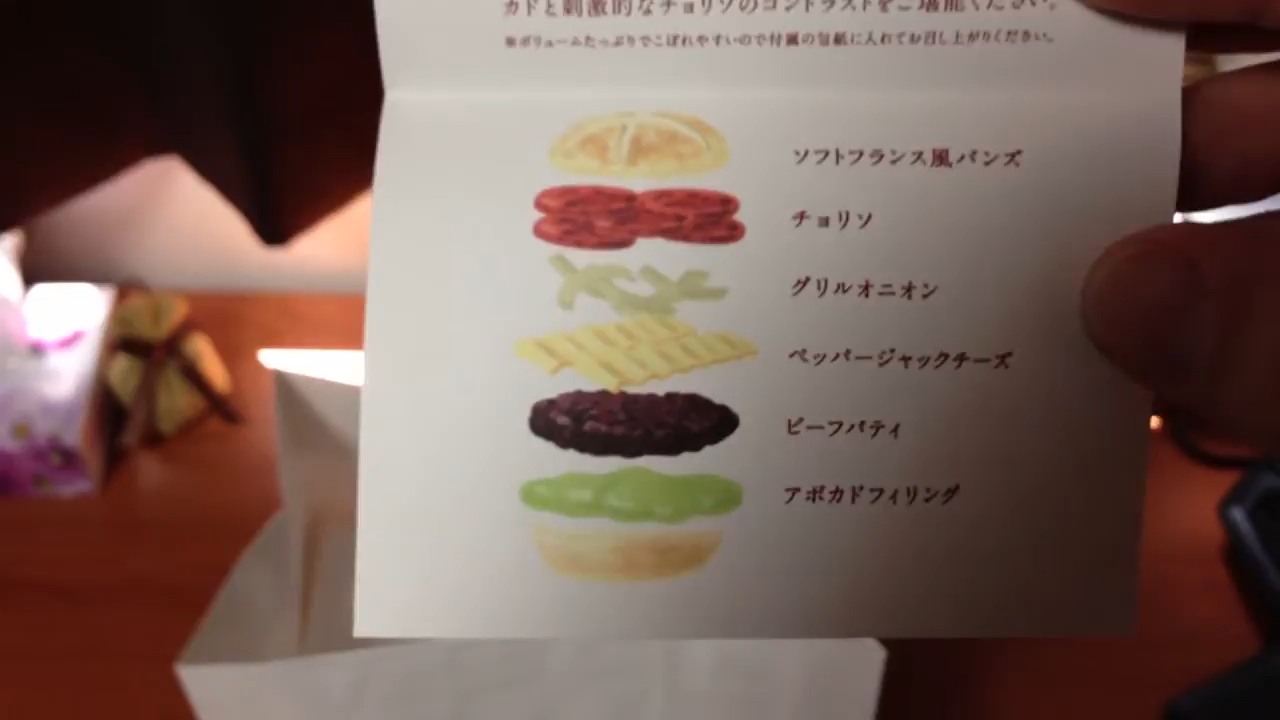 カドと刺激的なチョリソのコントラストをご堪能ください。
※ボリュームたっぷりでこぼれやすいので付属の包紙に入れてお召し上がりください。
ソフトフランス風バンズ
チョリソ
グリルオニオン
ペッパージャックチーズ
ビーフパティ
アボカドフィリング